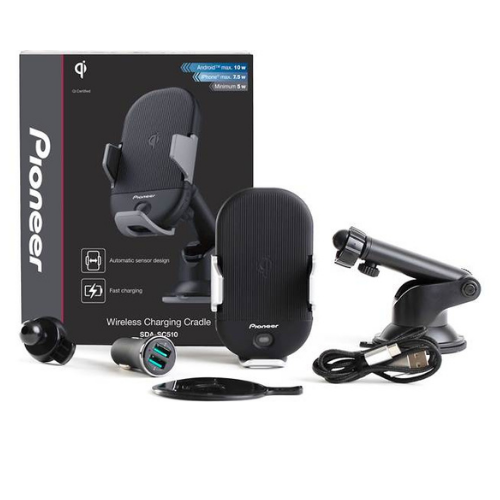 Qi Certified
Android™ max. 10 w
iPhone® max. 7.5 w
Minimum 5 w
Pioneer
Pioneer
Automatic sensor design
Fast charging
Wireless Charging Cradle
SDA-SC510
Pioneer